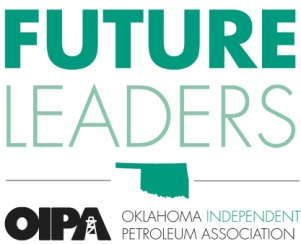 FUTURE
LEADERS
OIPA
OKLAHOMA INDEPENDENT
PETROLEUM ASSOCIATION